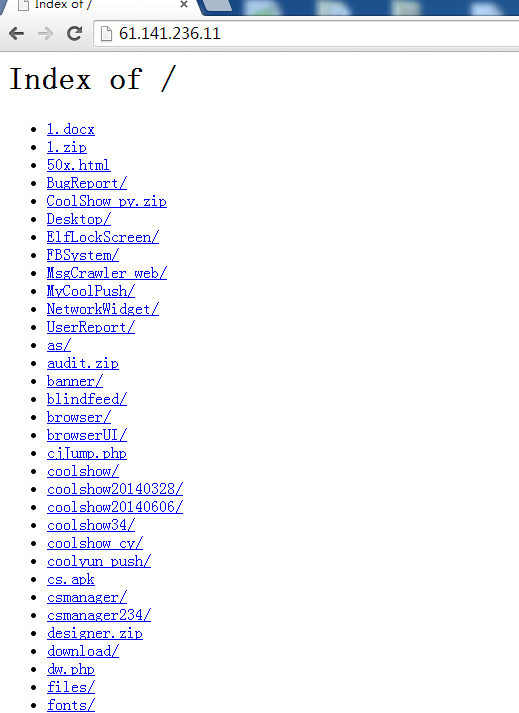 Index of /
61.141.236.11
Index of /
1.docx
1.zip
50x.html
BugReport/
CoolShow_py.zip
Desktop/
ElfLockScreen/
FBSystem/
MsgCrawler_web/
MyCoolPush/
NetworkWidget/
UserReport/
as/
audit.zip
banner/
blindfeed/
browser/
browserUI/
cjJump.php
coolshow/
coolshow20140328/
coolshow20140606/
coolshow34/
coolshow_cy/
coolyun_push/
cs.apk
csmanager/
csmanager234/
designer.zip
download/
dw.php
files/
fonts/